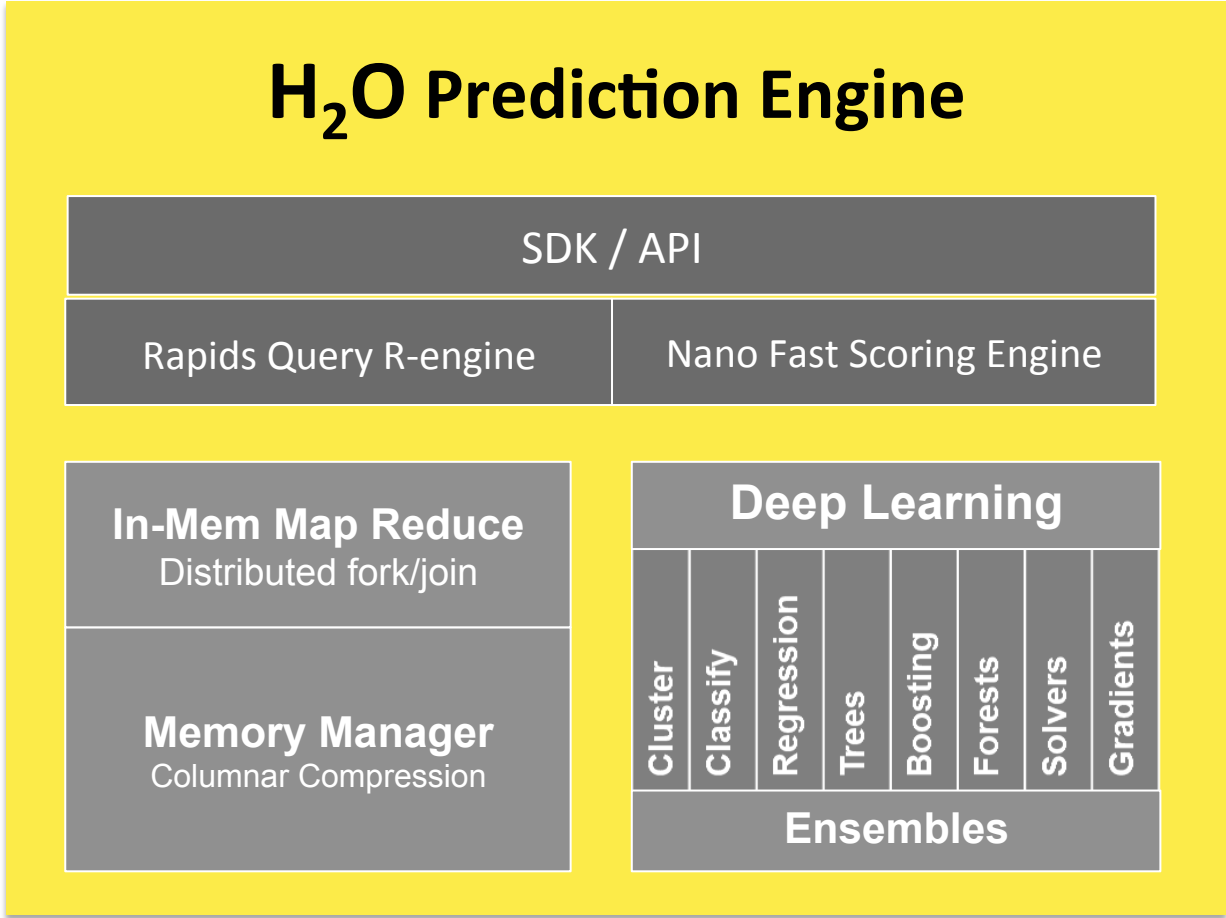 H₂O Prediction Engine
SDK / API
Rapids Query R-engine
Nano Fast Scoring Engine
In-Mem Map Reduce
Distributed fork/join
Memory Manager
Columnar Compression
Deep Learning
Cluster
Classify
Regression
Trees
Boosting
Forests
Solvers
Gradients
Ensembles